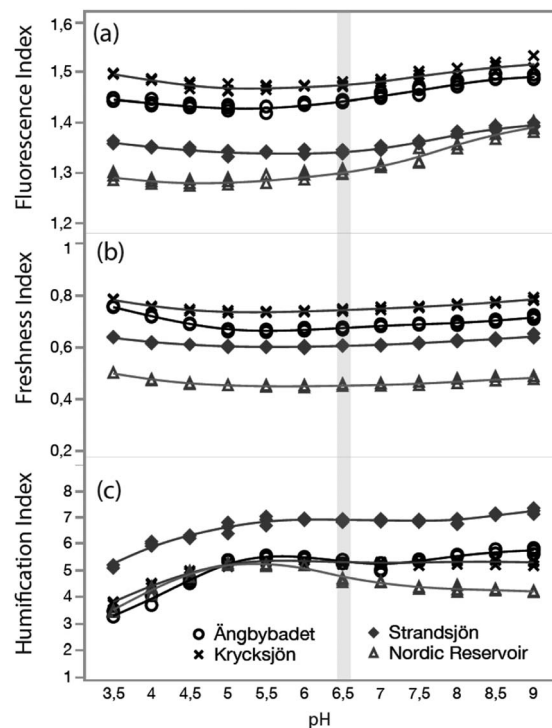 (a)
Fluorescence Index
1,6
1,5
1,4
1,3
1,2
(b)
Freshness Index
1
0,8
0,6
0,4
0,2
(c)
Humification Index
8
7
6
5
4
3
2
1
Ängbybadet
Krycksjön
Strandsjön
Nordic Reservoir
3,5 4 4,5 5 5,5 6 6,5 7 7,5 8 8,5 9
pH